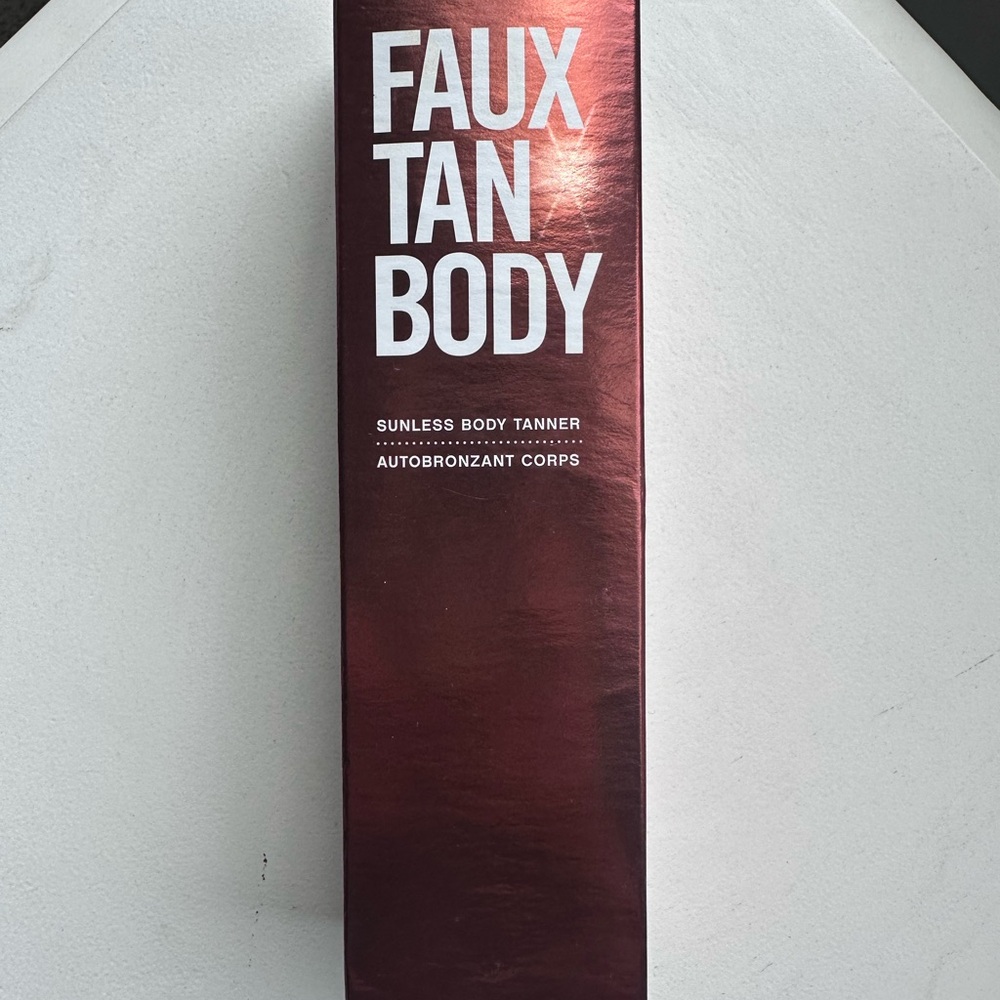 FAUX
TAN
BODY
SUNLESS BODY TANNER
AUTOBRONZANT CORPS